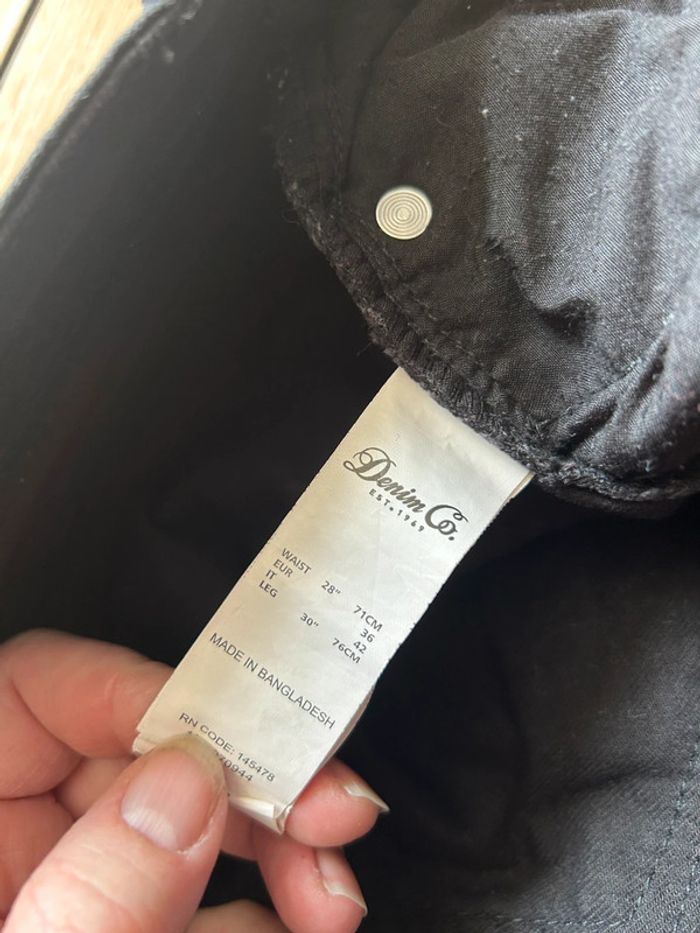 Denim Co.
EST. 1969
WAIST 28" 71CM
EUR 36
IT 42
LEG 30" 76CM
MADE IN BANGLADESH
RN CODE: 145478